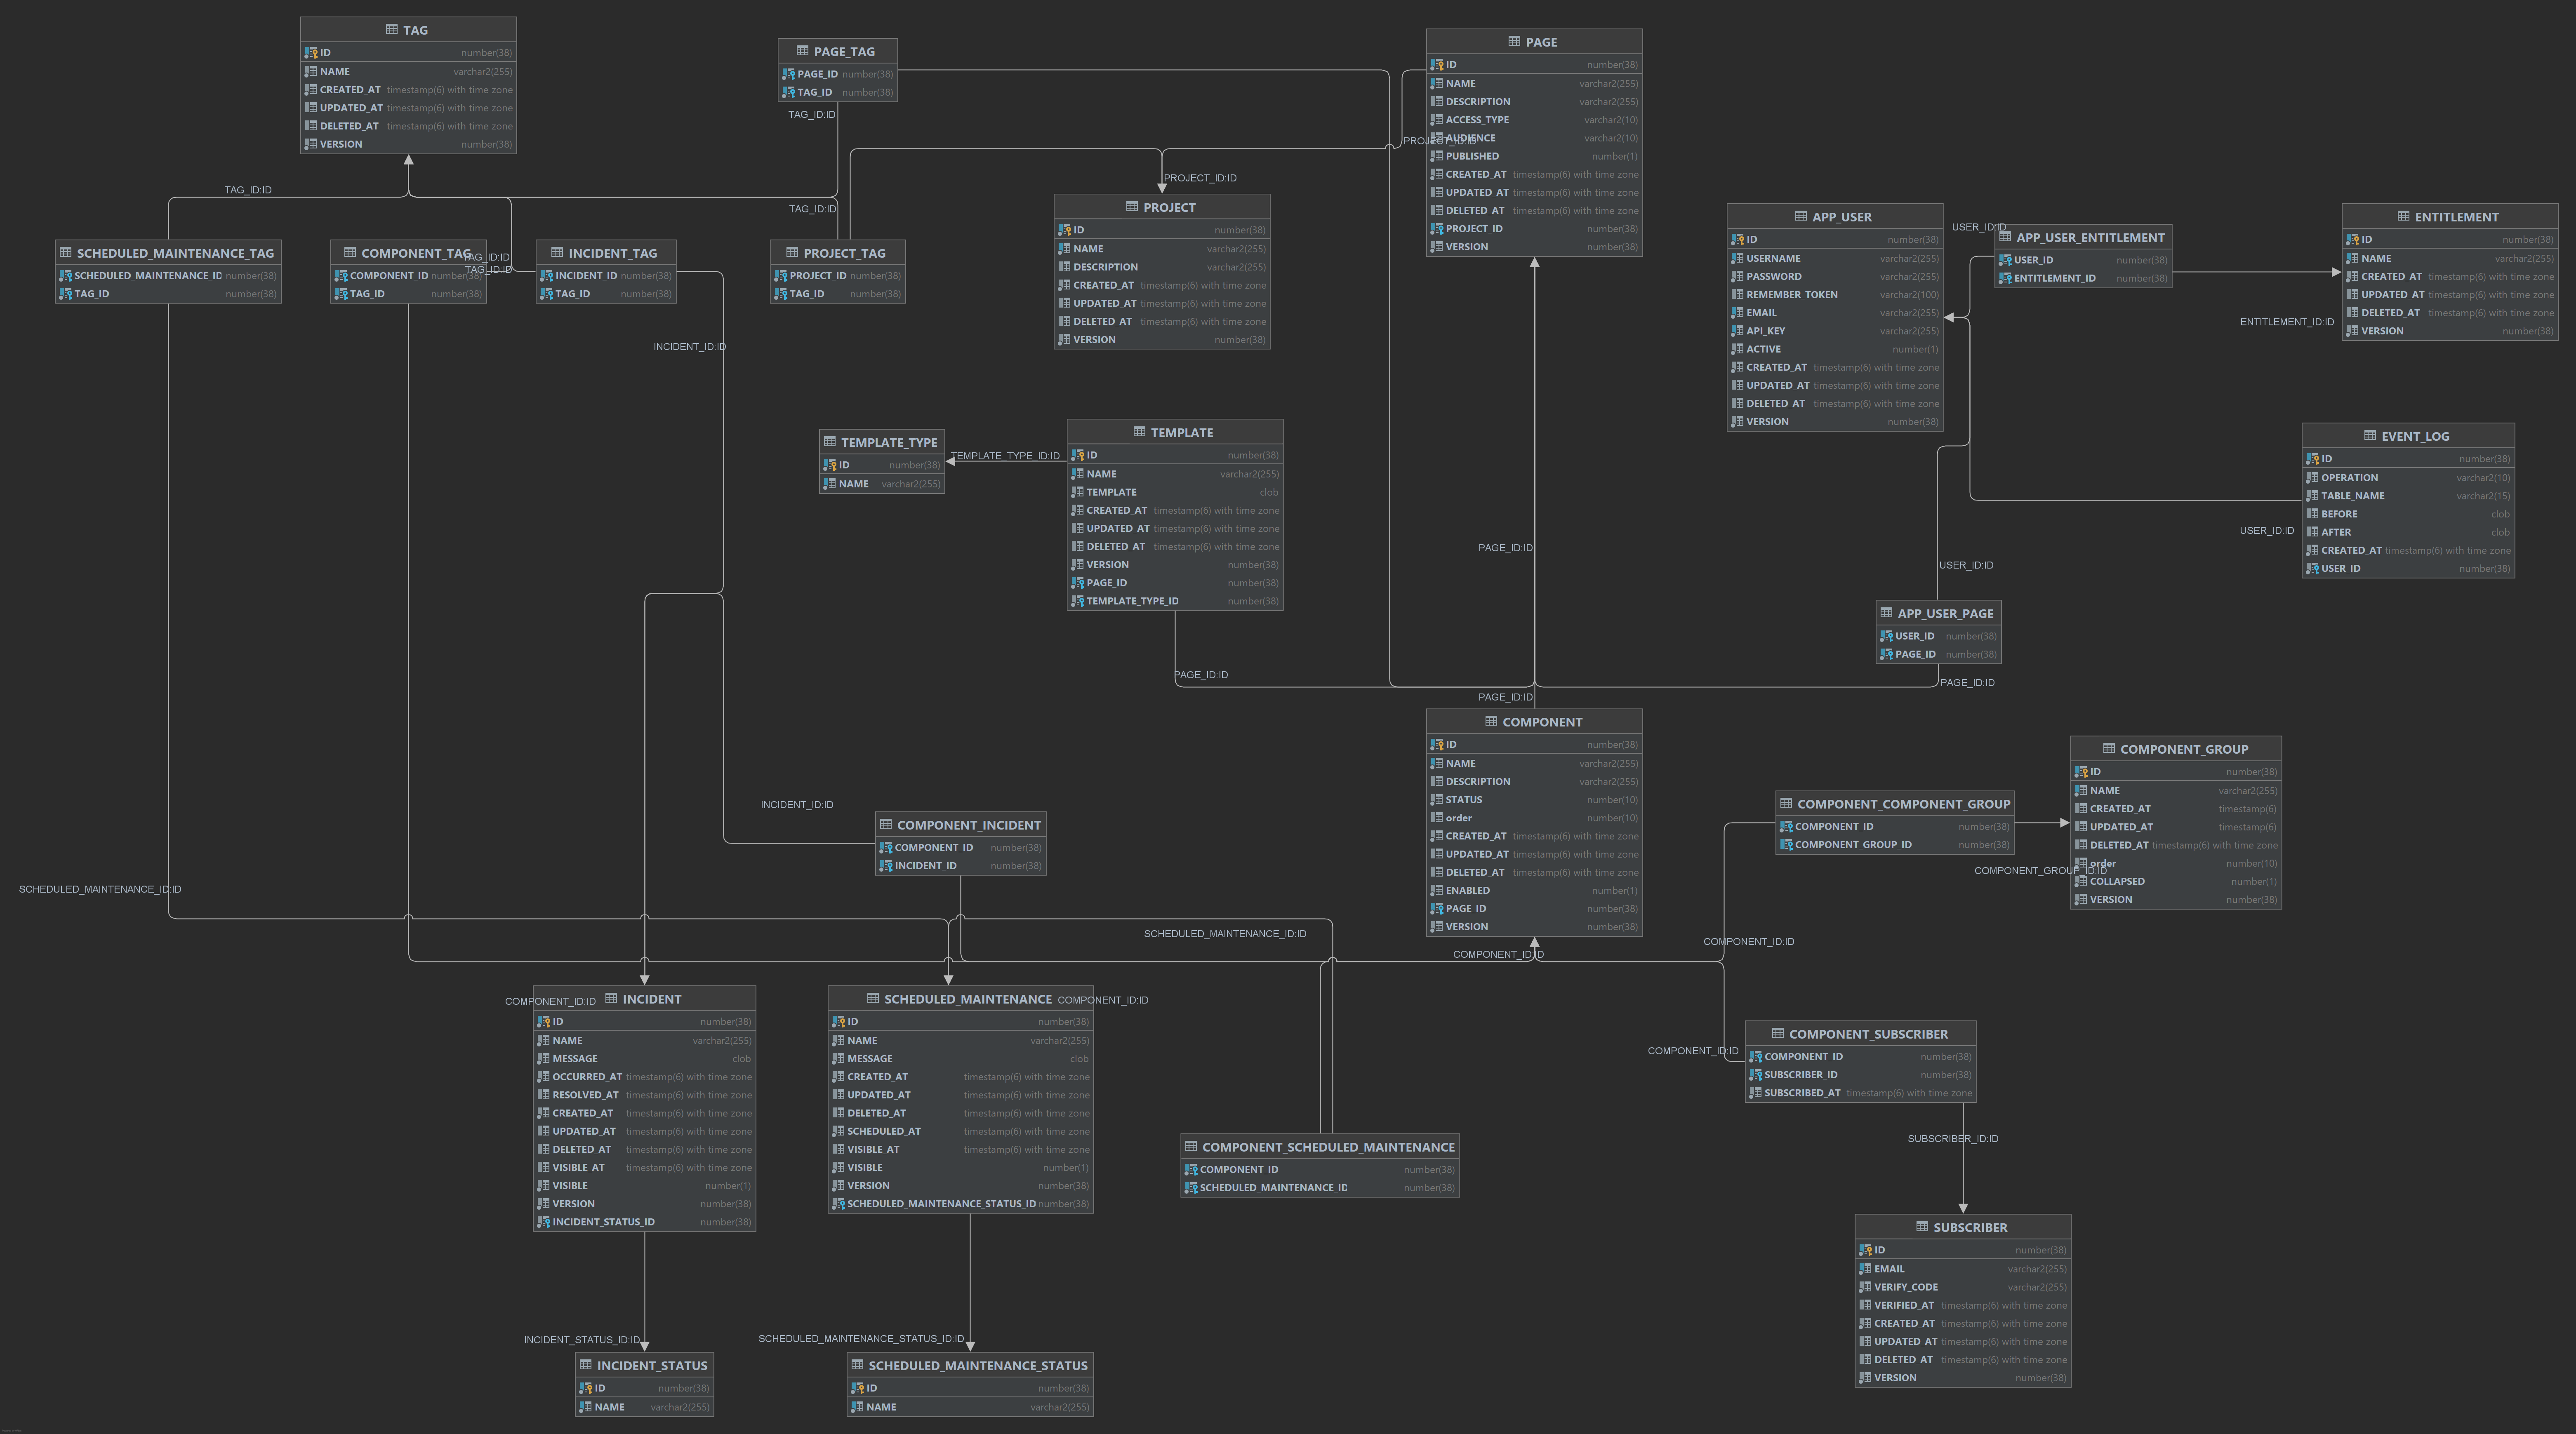 TAG
ID number(38)
NAME varchar2(255)
CREATED_AT timestamp(6) with time zone
UPDATED_AT timestamp(6) with time zone
DELETED_AT timestamp(6) with time zone
VERSION number(38)
PAGE_TAG
PAGE_ID number(38)
TAG_ID number(38)
TAG_ID:ID
PAGE
ID number(38)
NAME varchar2(255)
DESCRIPTION varchar2(255)
ACCESS_TYPE varchar2(10)
AUDIENCE varchar2(10)
PUBLISHED number(1)
CREATED_AT timestamp(6) with time zone
UPDATED_AT timestamp(6) with time zone
DELETED_AT timestamp(6) with time zone
PROJECT_ID number(38)
VERSION number(38)
PROJECT_ID:ID
PROJECT_ID:ID
TAG_ID:ID
TAG_ID:ID
PROJECT
ID number(38)
NAME varchar2(255)
DESCRIPTION varchar2(255)
CREATED_AT timestamp(6) with time zone
UPDATED_AT timestamp(6) with time zone
DELETED_AT timestamp(6) with time zone
VERSION number(38)
SCHEDULED_MAINTENANCE_TAG
SCHEDULED_MAINTENANCE_ID number(38)
TAG_ID number(38)
COMPONENT_TAG
COMPONENT_ID number(38)
TAG_ID number(38)
TAG_ID:ID
TAG_ID:ID
INCIDENT_TAG
INCIDENT_ID number(38)
TAG_ID number(38)
PROJECT_TAG
PROJECT_ID number(38)
TAG_ID number(38)
APP_USER
ID number(38)
USERNAME varchar2(255)
PASSWORD varchar2(255)
REMEMBER_TOKEN varchar2(100)
EMAIL varchar2(255)
API_KEY varchar2(255)
ACTIVE number(1)
CREATED_AT timestamp(6) with time zone
UPDATED_AT timestamp(6) with time zone
DELETED_AT timestamp(6) with time zone
VERSION number(38)
USER_ID:ID
APP_USER_ENTITLEMENT
USER_ID number(38)
ENTITLEMENT_ID number(38)
ENTITLEMENT
ID number(38)
NAME varchar2(255)
CREATED_AT timestamp(6) with time zone
UPDATED_AT timestamp(6) with time zone
DELETED_AT timestamp(6) with time zone
VERSION number(38)
ENTITLEMENT_ID:ID
INCIDENT_ID:ID
TEMPLATE_TYPE
ID number(38)
NAME varchar2(255)
TEMPLATE_TYPE_ID:ID
TEMPLATE
ID number(38)
NAME varchar2(255)
TEMPLATE clob
CREATED_AT timestamp(6) with time zone
UPDATED_AT timestamp(6) with time zone
DELETED_AT timestamp(6) with time zone
VERSION number(38)
PAGE_ID number(38)
TEMPLATE_TYPE_ID number(38)
EVENT_LOG
ID number(38)
OPERATION varchar2(10)
TABLE_NAME varchar2(15)
BEFORE clob
AFTER clob
CREATED_AT timestamp(6) with time zone
USER_ID number(38)
USER_ID:ID
PAGE_ID:ID
USER_ID:ID
APP_USER_PAGE
USER_ID number(38)
PAGE_ID number(38)
PAGE_ID:ID
PAGE_ID:ID
PAGE_ID:ID
COMPONENT
ID number(38)
NAME varchar2(255)
DESCRIPTION varchar2(255)
STATUS number(10)
order number(10)
CREATED_AT timestamp(6) with time zone
UPDATED_AT timestamp(6) with time zone
DELETED_AT timestamp(6) with time zone
ENABLED number(1)
PAGE_ID number(38)
VERSION number(38)
COMPONENT_GROUP
ID number(38)
NAME varchar2(255)
CREATED_AT timestamp(6)
UPDATED_AT timestamp(6)
DELETED_AT timestamp(6) with time zone
order number(10)
COLLAPSED number(1)
VERSION number(38)
COMPONENT_COMPONENT_GROUP
COMPONENT_ID number(38)
COMPONENT_GROUP_ID number(38)
COMPONENT_GROUP_ID:ID
INCIDENT_ID:ID
COMPONENT_INCIDENT
COMPONENT_ID number(38)
INCIDENT_ID number(38)
SCHEDULED_MAINTENANCE_ID:ID
SCHEDULED_MAINTENANCE_ID:ID
COMPONENT_ID:ID
COMPONENT_ID:ID
COMPONENT_ID:ID
INCIDENT
ID number(38)
NAME varchar2(255)
MESSAGE clob
OCCURRED_AT timestamp(6) with time zone
RESOLVED_AT timestamp(6) with time zone
CREATED_AT timestamp(6) with time zone
UPDATED_AT timestamp(6) with time zone
DELETED_AT timestamp(6) with time zone
VISIBLE_AT timestamp(6) with time zone
VISIBLE number(1)
VERSION number(38)
INCIDENT_STATUS_ID number(38)
SCHEDULED_MAINTENANCE
COMPONENT_ID:ID
ID number(38)
NAME varchar2(255)
MESSAGE clob
CREATED_AT timestamp(6) with time zone
UPDATED_AT timestamp(6) with time zone
DELETED_AT timestamp(6) with time zone
SCHEDULED_AT timestamp(6) with time zone
VISIBLE_AT timestamp(6) with time zone
VISIBLE number(1)
VERSION number(38)
SCHEDULED_MAINTENANCE_STATUS_ID number(38)
COMPONENT_ID:ID
COMPONENT_SUBSCRIBER
COMPONENT_ID number(38)
SUBSCRIBER_ID number(38)
SUBSCRIBED_AT timestamp(6) with time zone
COMPONENT_SCHEDULED_MAINTENANCE
COMPONENT_ID number(38)
SCHEDULED_MAINTENANCE_ID number(38)
SUBSCRIBER_ID:ID
SUBSCRIBER
ID number(38)
EMAIL varchar2(255)
VERIFY_CODE varchar2(255)
VERIFIED_AT timestamp(6) with time zone
CREATED_AT timestamp(6) with time zone
UPDATED_AT timestamp(6) with time zone
DELETED_AT timestamp(6) with time zone
VERSION number(38)
INCIDENT_STATUS_ID:ID
SCHEDULED_MAINTENANCE_STATUS_ID:ID
INCIDENT_STATUS
ID number(38)
NAME varchar2(255)
SCHEDULED_MAINTENANCE_STATUS
ID number(38)
NAME varchar2(255)